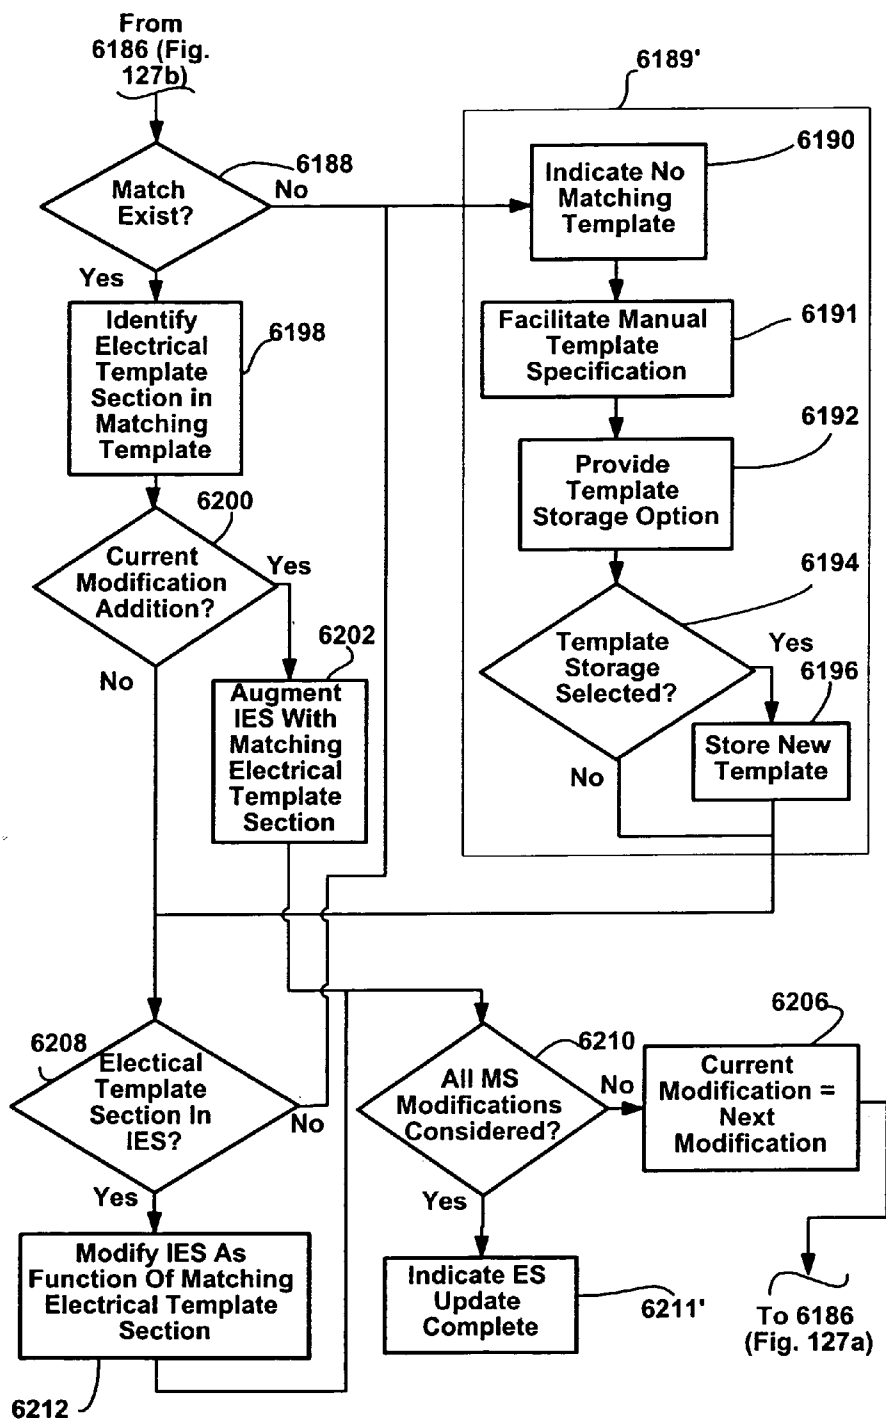 From
6186 (Fig.
127b)
6188
Match
Exist?
No
Yes
Identify
Electrical
Template
Section in
Matching
Template
6198
6200
Current
Modification
Addition?
Yes
No
6202
Augment
IES With
Matching
Electrical
Template
Section
6189'
6190
Indicate No
Matching
Template
6191
Facilitate Manual
Template
Specification
6192
Provide
Template
Storage Option
6194
Template
Storage
Selected?
Yes
No
6196
Store New
Template
6208
Electical
Template
Section In
IES?
No
Yes
Modify IES As
Function Of Matching
Electrical Template
Section
6212
6210
All MS
Modifications
Considered?
No
Yes
6206
Current
Modification =
Next
Modification
Indicate ES
Update
Complete
6211'
To 6186
(Fig. 127a)